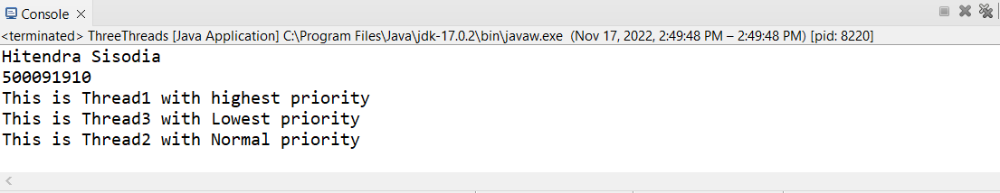 Console
<terminated> ThreeThreads [Java Application] C:\Program Files\Java\jdk-17.0.2\bin\javaw.exe (Nov 17, 2022, 2:49:48 PM – 2:49:48 PM) [pid: 8220]
Hitendra Sisodia
500091910
This is Thread1 with highest priority
This is Thread3 with Lowest priority
This is Thread2 with Normal priority